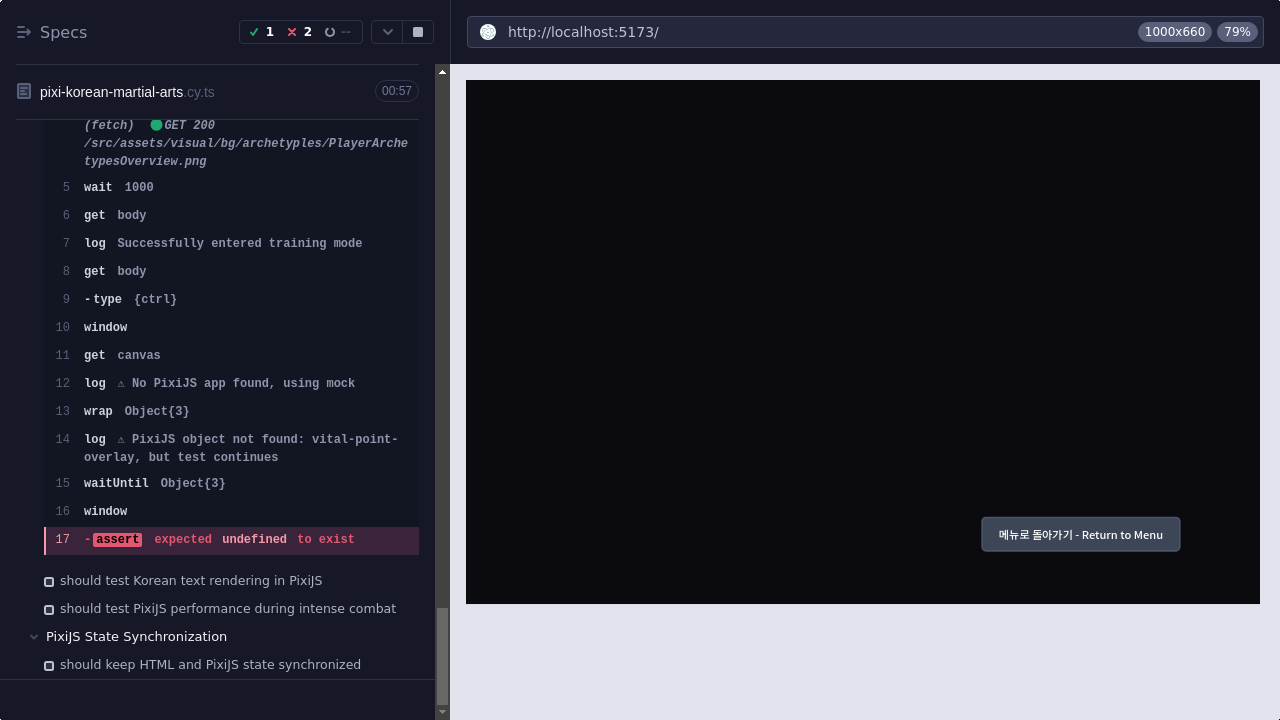 Specs
1
2
--
http://localhost:5173/
1000x660
79%
pixi-korean-martial-arts.cy.ts
00:57
(fetch) GET 200
/src/assets/visual/bg/archetyples/PlayerArche
typesOverview.png
5 wait 1000
6 get body
7 log Successfully entered training mode
8 get body
9 -type {ctrl}
10 window
11 get canvas
12 log ⚠ No PixiJS app found, using mock
13 wrap Object{3}
14 log ⚠ PixiJS object not found: vital-point-
overlay, but test continues
15 waitUntil Object{3}
16 window
17 -assert expected undefined to exist
should test Korean text rendering in PixiJS
should test PixiJS performance during intense combat
PixiJS State Synchronization
should keep HTML and PixiJS state synchronized
메뉴로 돌아가기 - Return to Menu